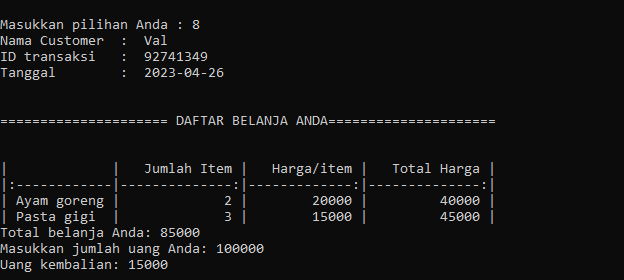 Masukkan pilihan Anda : 8
Nama Customer  :  Val
ID transaksi   :  92741349
Tanggal        :  2023-04-26
===================== DAFTAR BELANJA ANDA=====================
|             |   Jumlah Item |   Harga/item |   Total Harga |
|:------------|--------------:|-------------:|--------------:|
| Ayam goreng |             2 |        20000 |         40000 |
| Pasta gigi  |             3 |        15000 |         45000 |
Total belanja Anda: 85000
Masukkan jumlah uang Anda: 100000
Uang kembalian: 15000